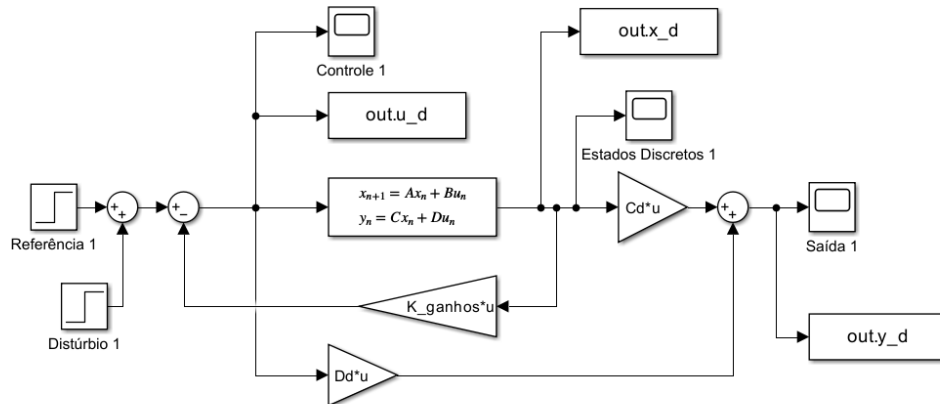 out.x_d
Controle 1
out.u_d
Estados Discretos 1
x_{n+1} = Ax_n + Bu_n
y_n = Cx_n + Du_n
Cd*u
+
+
+
−
+
+
Referência 1
Saída 1
K_ganhos*u
Distúrbio 1
out.y_d
Dd*u